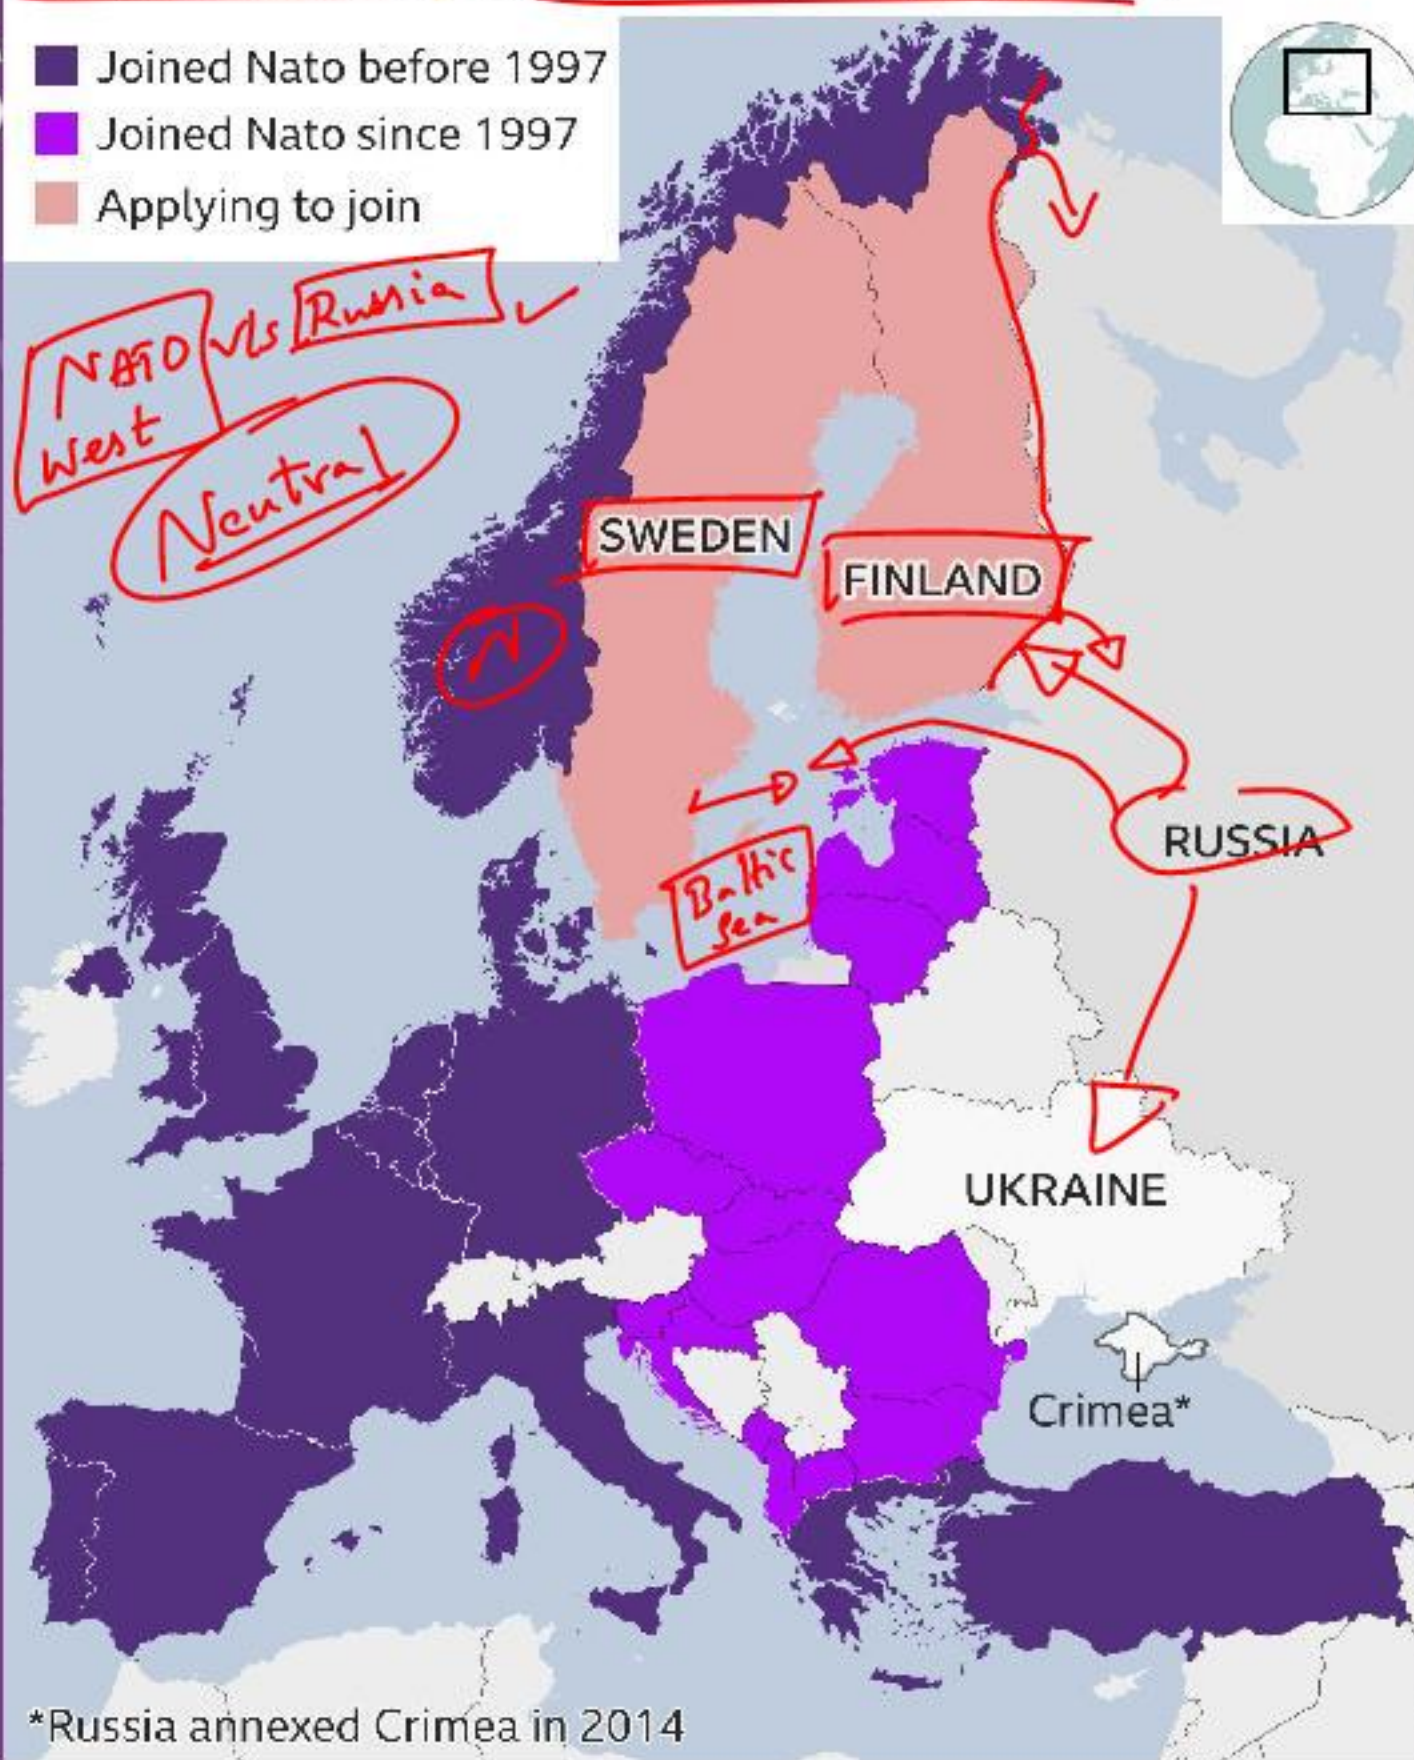 Joined Nato before 1997
Joined Nato since 1997
Applying to join
NATO v/s Russia
West
Neutral
SWEDEN
FINLAND
N
RUSSIA
Baltic
Sea
UKRAINE
Crimea*
*Russia annexed Crimea in 2014